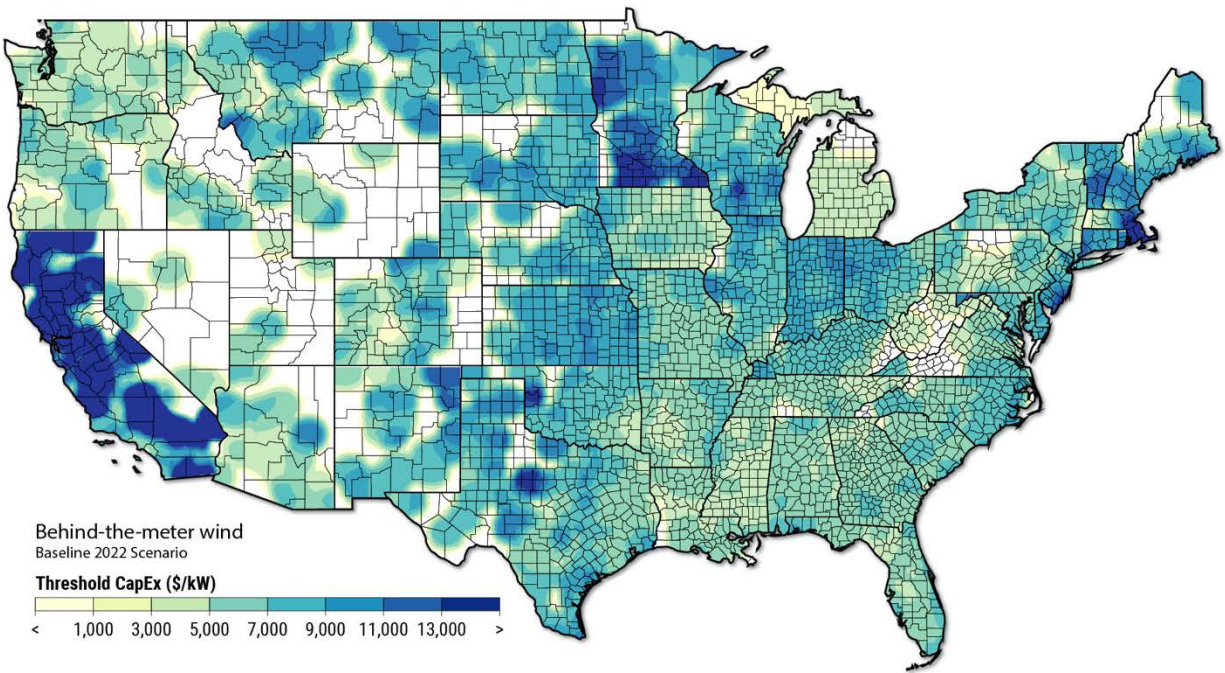 Behind-the-meter wind
Baseline 2022 Scenario
Threshold CapEx ($/kW)
< 1,000 3,000 5,000 7,000 9,000 11,000 13,000 >